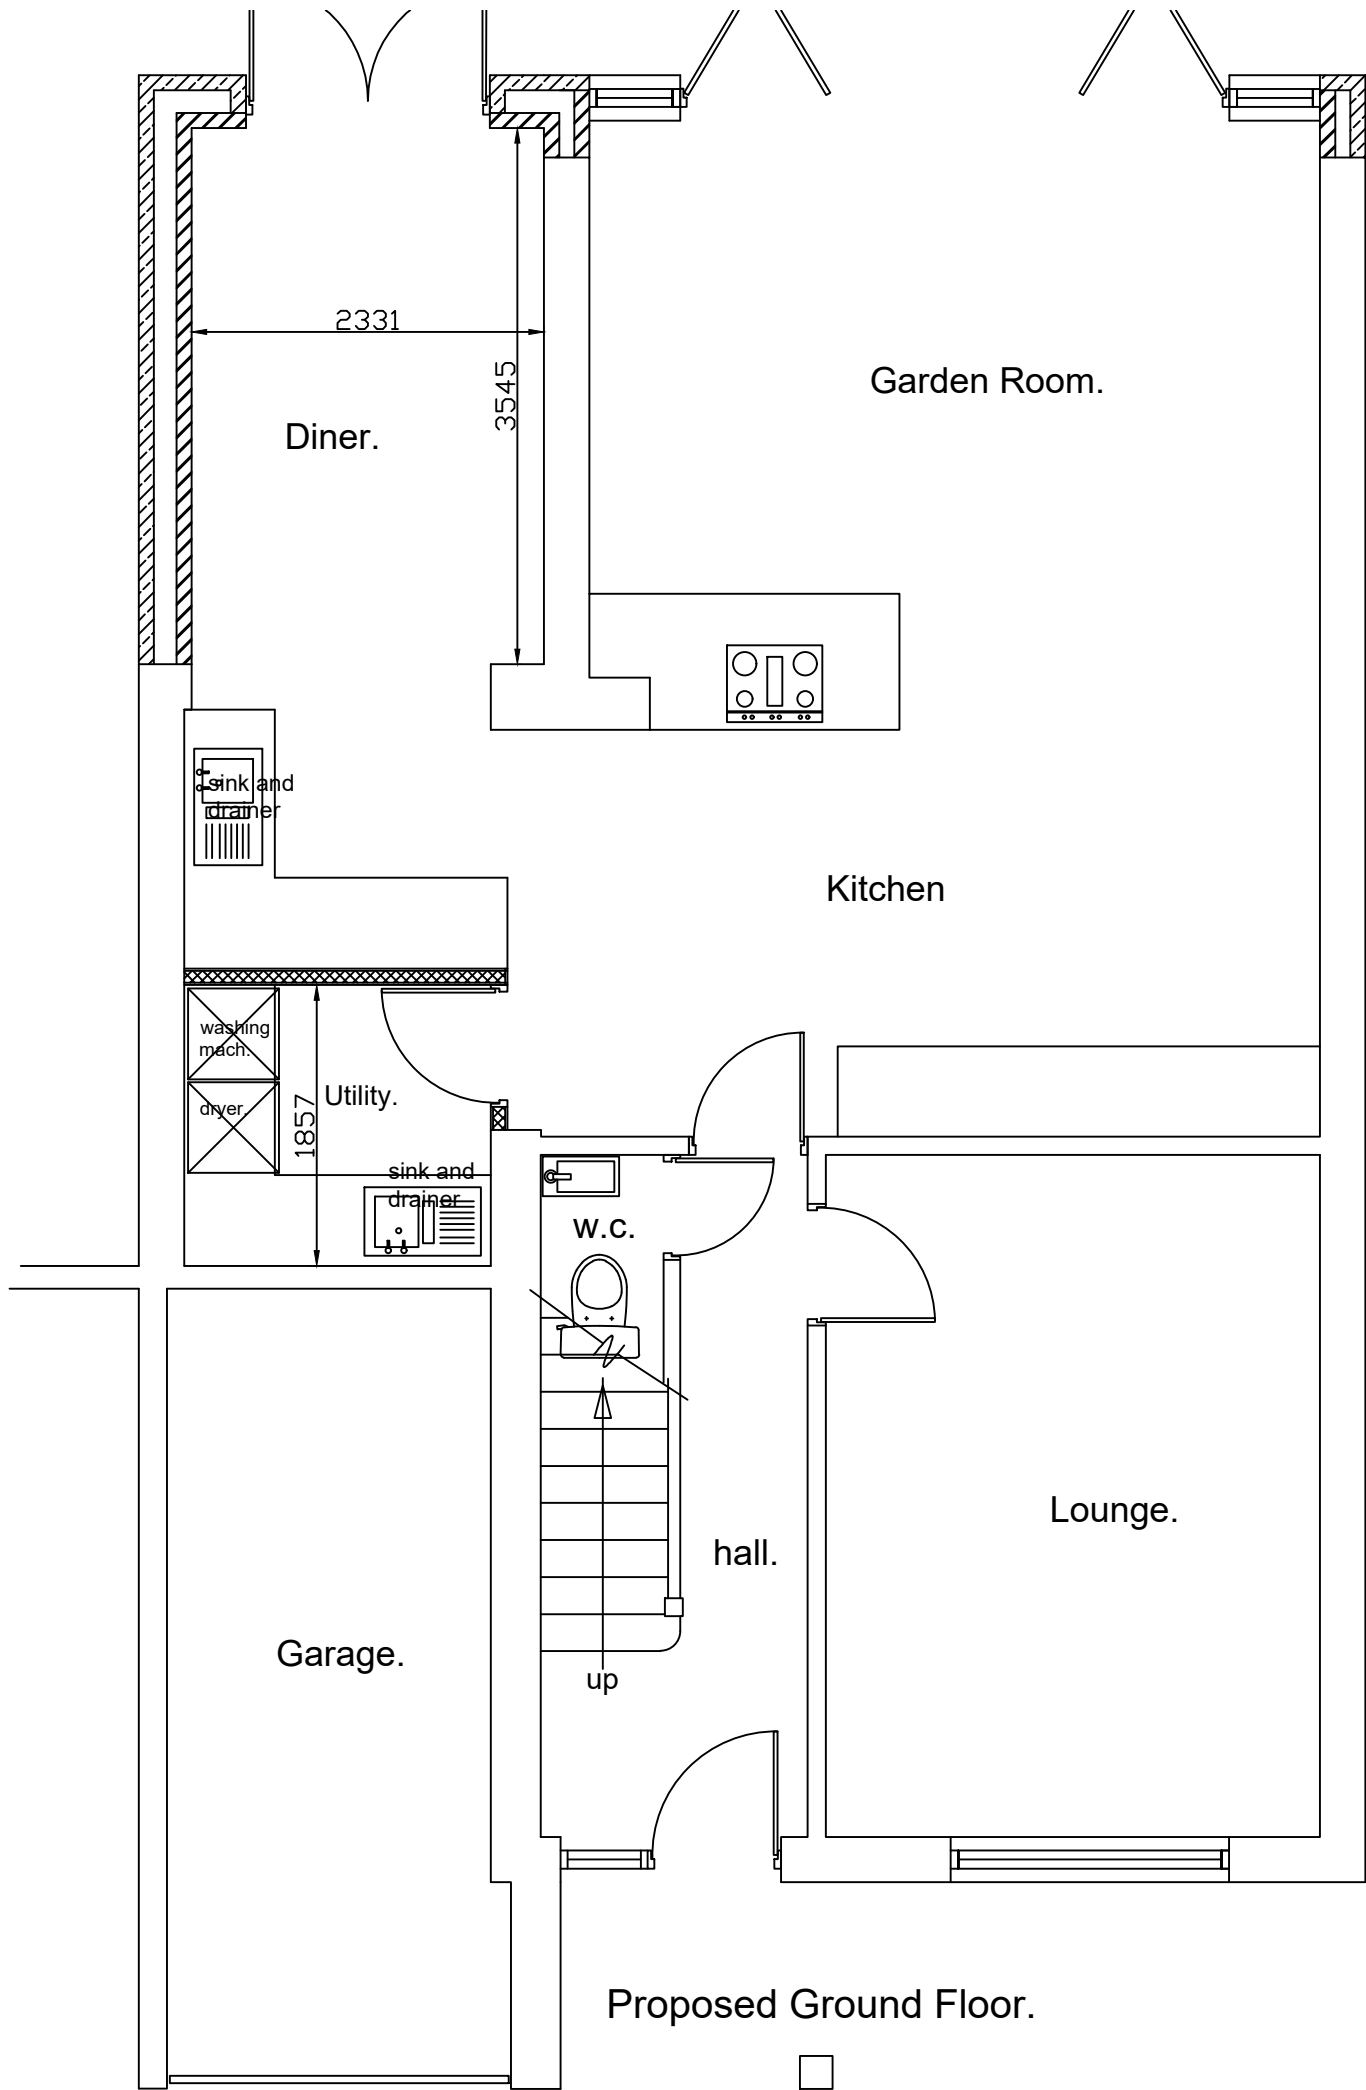 2331
3545
Garden Room.
Diner.
sink and
drainer
Kitchen
washing
mach.
dryer.
1857
Utility.
sink and
drainer
w.c.
Lounge.
hall.
Garage.
up
Proposed Ground Floor.